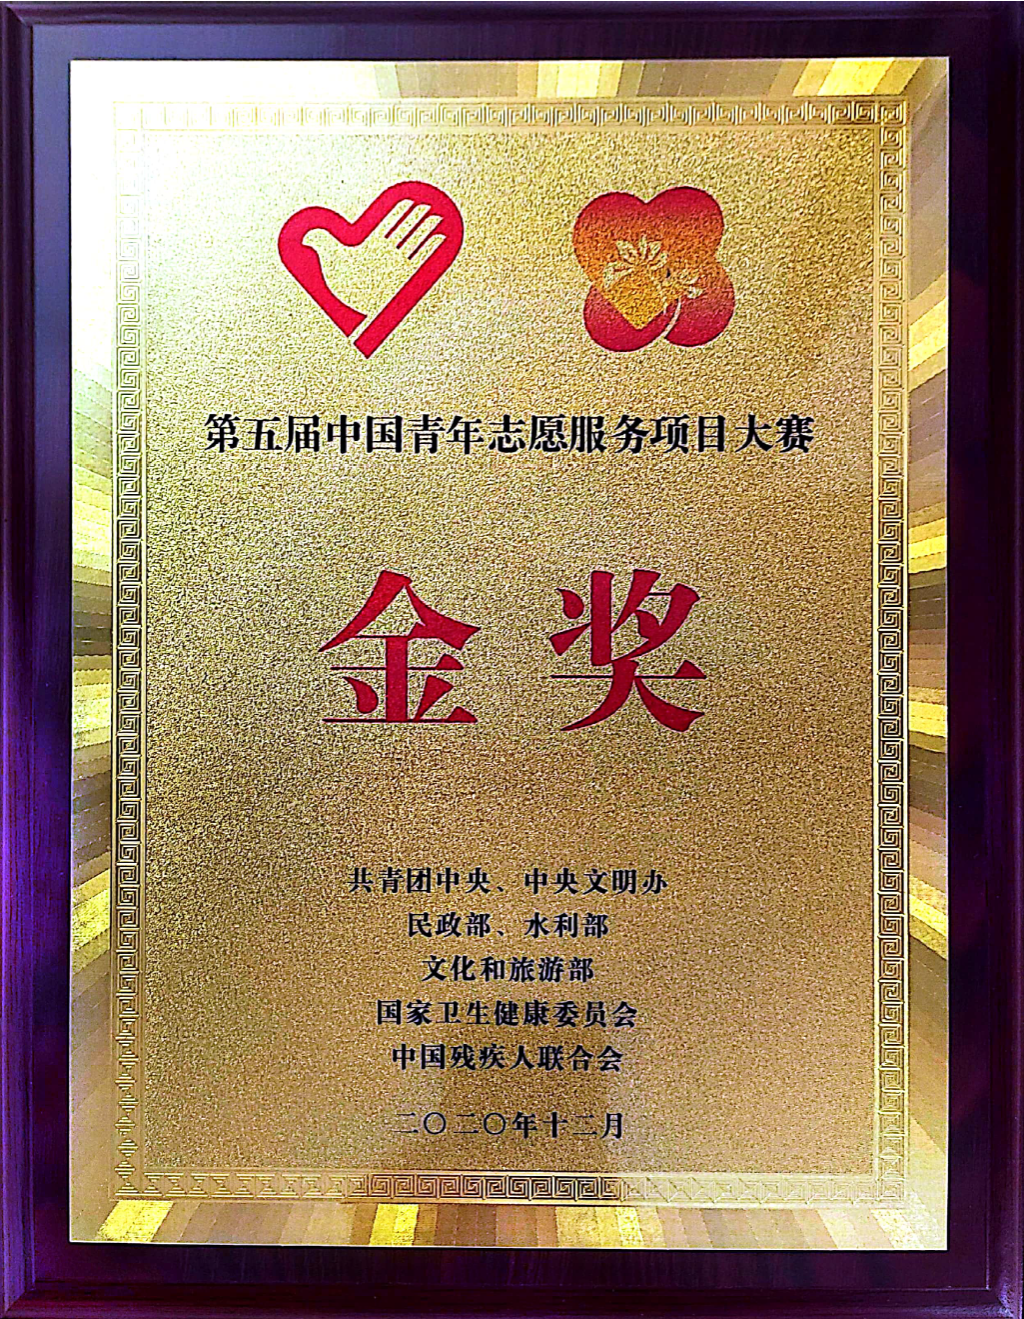 第五届中国青年志愿服务项目大赛
金奖
共青团中央、中央文明办
民政部、水利部
文化和旅游部
国家卫生健康委员会
中国残疾人联合会
二〇二〇年十二月